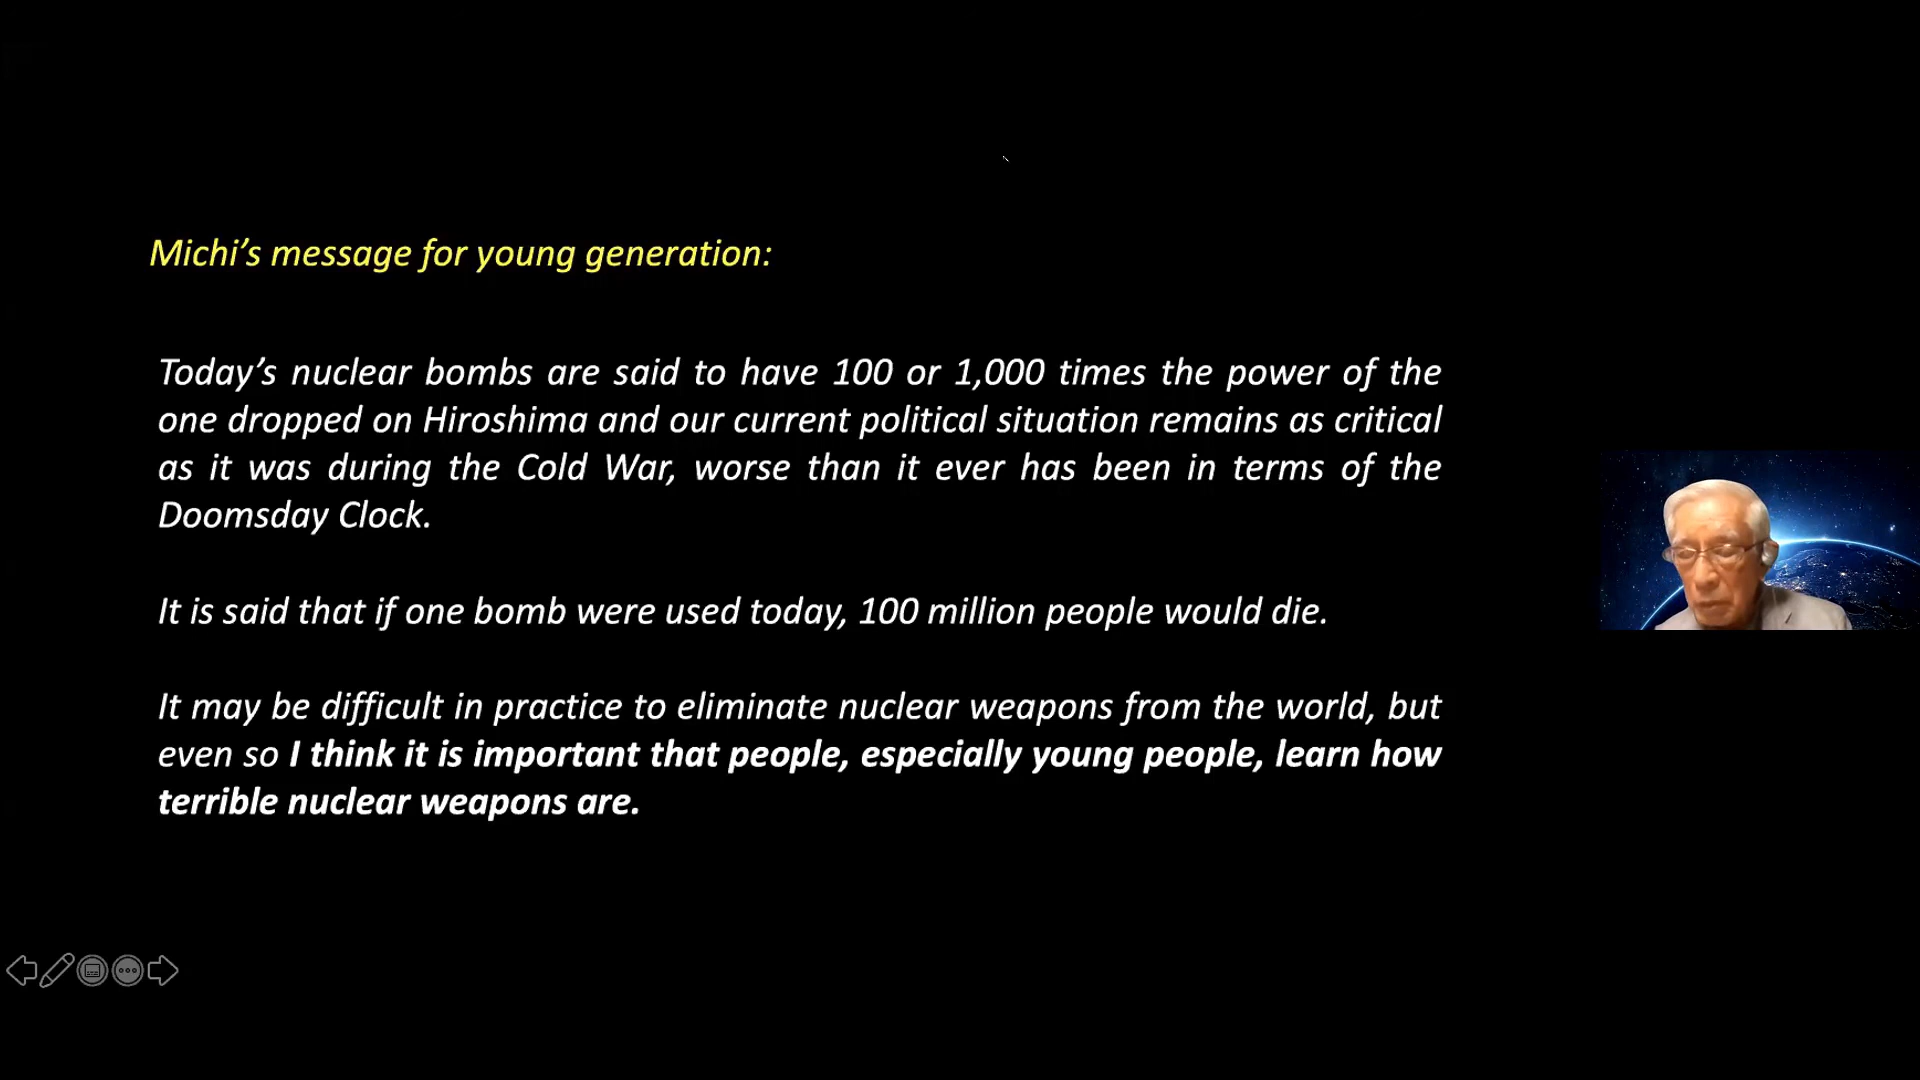 Michi’s message for young generation:
Today’s nuclear bombs are said to have 100 or 1,000 times the power of the
one dropped on Hiroshima and our current political situation remains as critical
as it was during the Cold War, worse than it ever has been in terms of the
Doomsday Clock.
It is said that if one bomb were used today, 100 million people would die.
It may be difficult in practice to eliminate nuclear weapons from the world, but
even so I think it is important that people, especially young people, learn how
terrible nuclear weapons are.